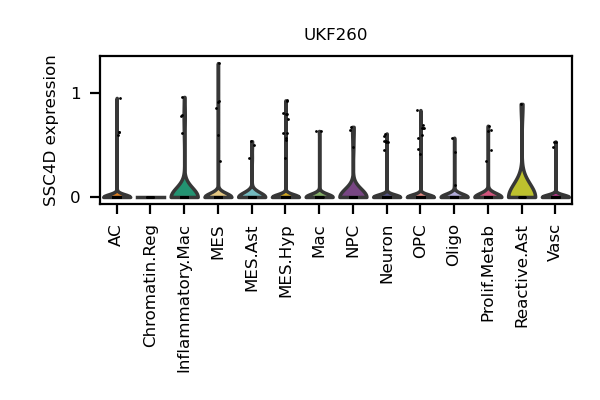 UKF260
SSC4D expression
1
0
AC
Chromatin.Reg
Inflammatory.Mac
MES
MES.Ast
MES.Hyp
Mac
NPC
Neuron
OPC
Oligo
Prolif.Metab
Reactive.Ast
Vasc